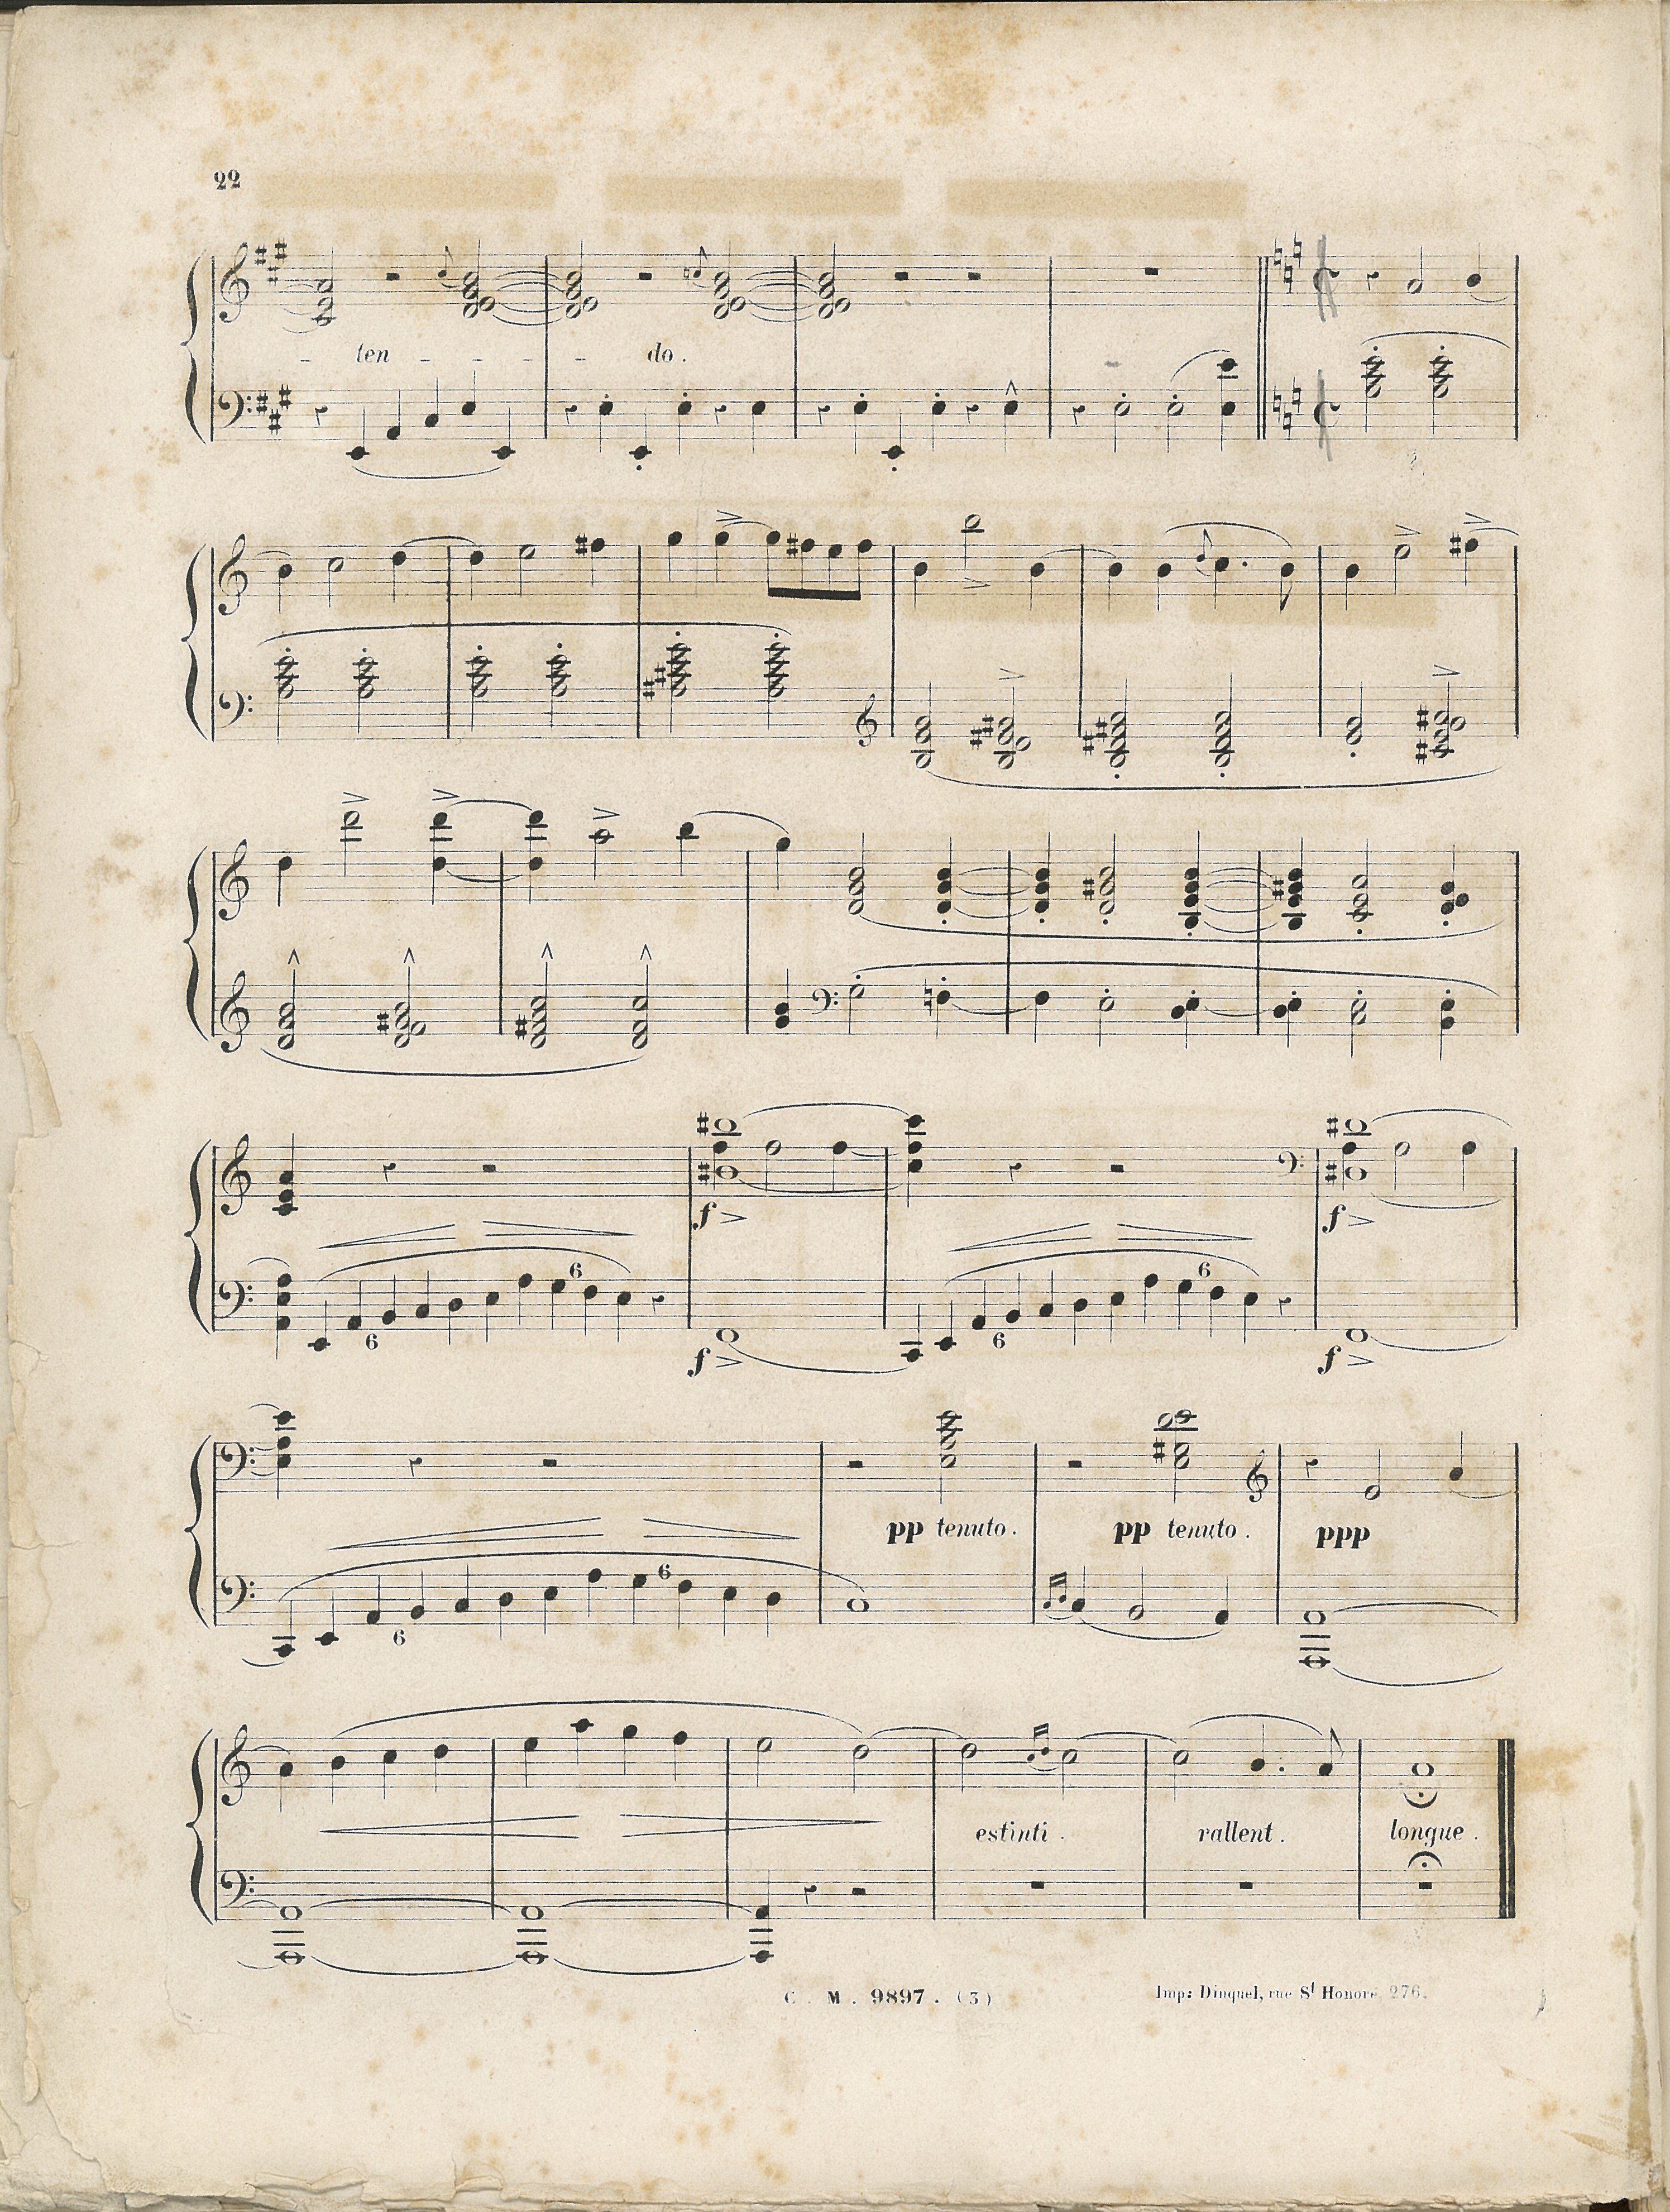 22
- ten - - - - do.
6 6 6 6
f f
f f
pp tenuto. pp tenuto. ppp
6 6
estinti. rallent. longue.
C. M. 9897. (3) Imp: Dinquel, rue St Honoré, 276.